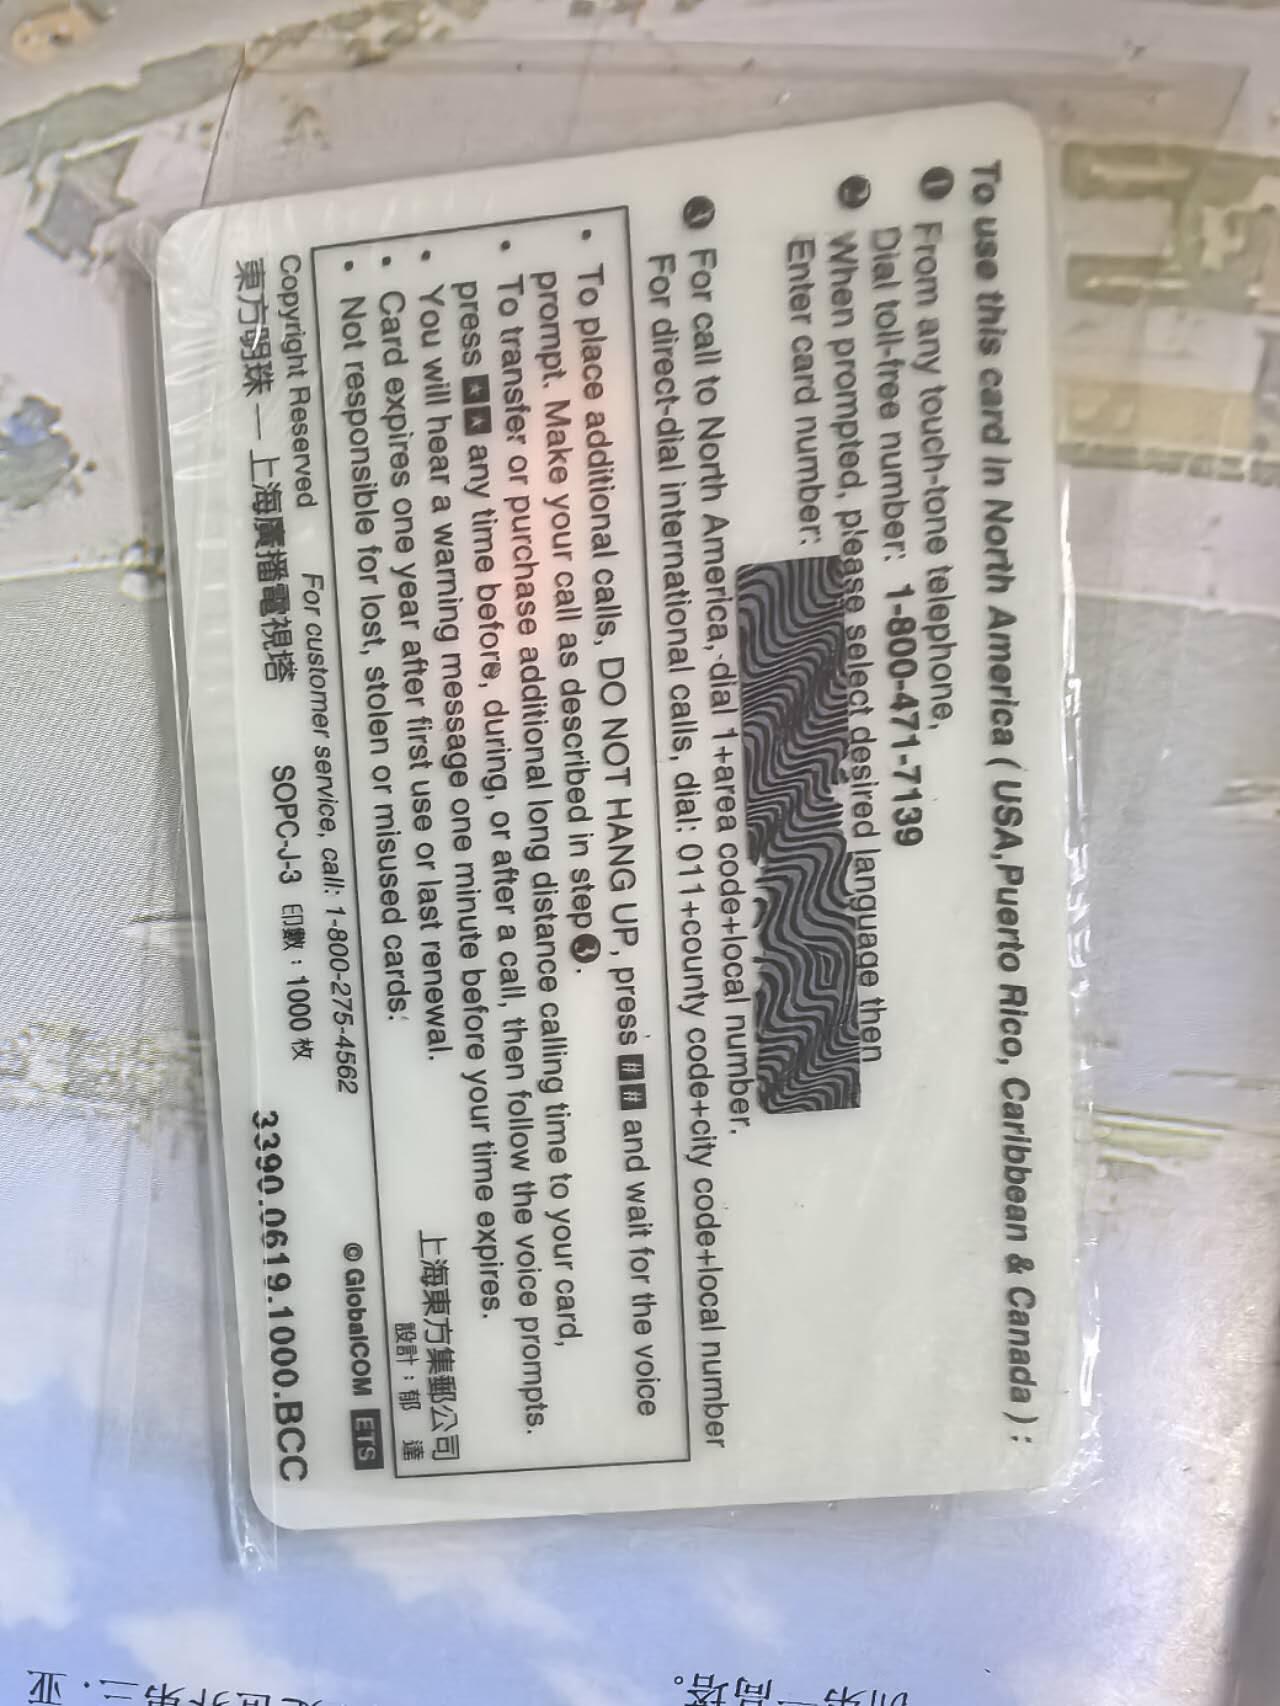 To use this card in North America ( USA,Puerto Rico, Caribbean & Canada ) :
❶ From any touch-tone telephone,
Dial toll-free number: 1-800-471-7139
❷ When prompted, please select desired language then
Enter card number:
❸ For call to North America, dial 1+area code+local number.
For direct-dial international calls, dial: 011+county code+city code+local number
• To place additional calls, DO NOT HANG UP, press # # and wait for the voice
prompt. Make your call as described in step ❸.
• To transfer or purchase additional long distance calling time to your card,
press ★ ★ any time before, during, or after a call, then follow the voice prompts.
• You will hear a warning message one minute before your time expires.
• Card expires one year after first use or last renewal.
• Not responsible for lost, stolen or misused cards.
上海東方集郵公司
設計：郁 達
Copyright Reserved For customer service, call: 1-800-275-4562 © GlobalCOM ETS
東方明珠 — 上海廣播電視塔 SOPC-J-3 印數：1000 枚 3390.0619.1000.BCC